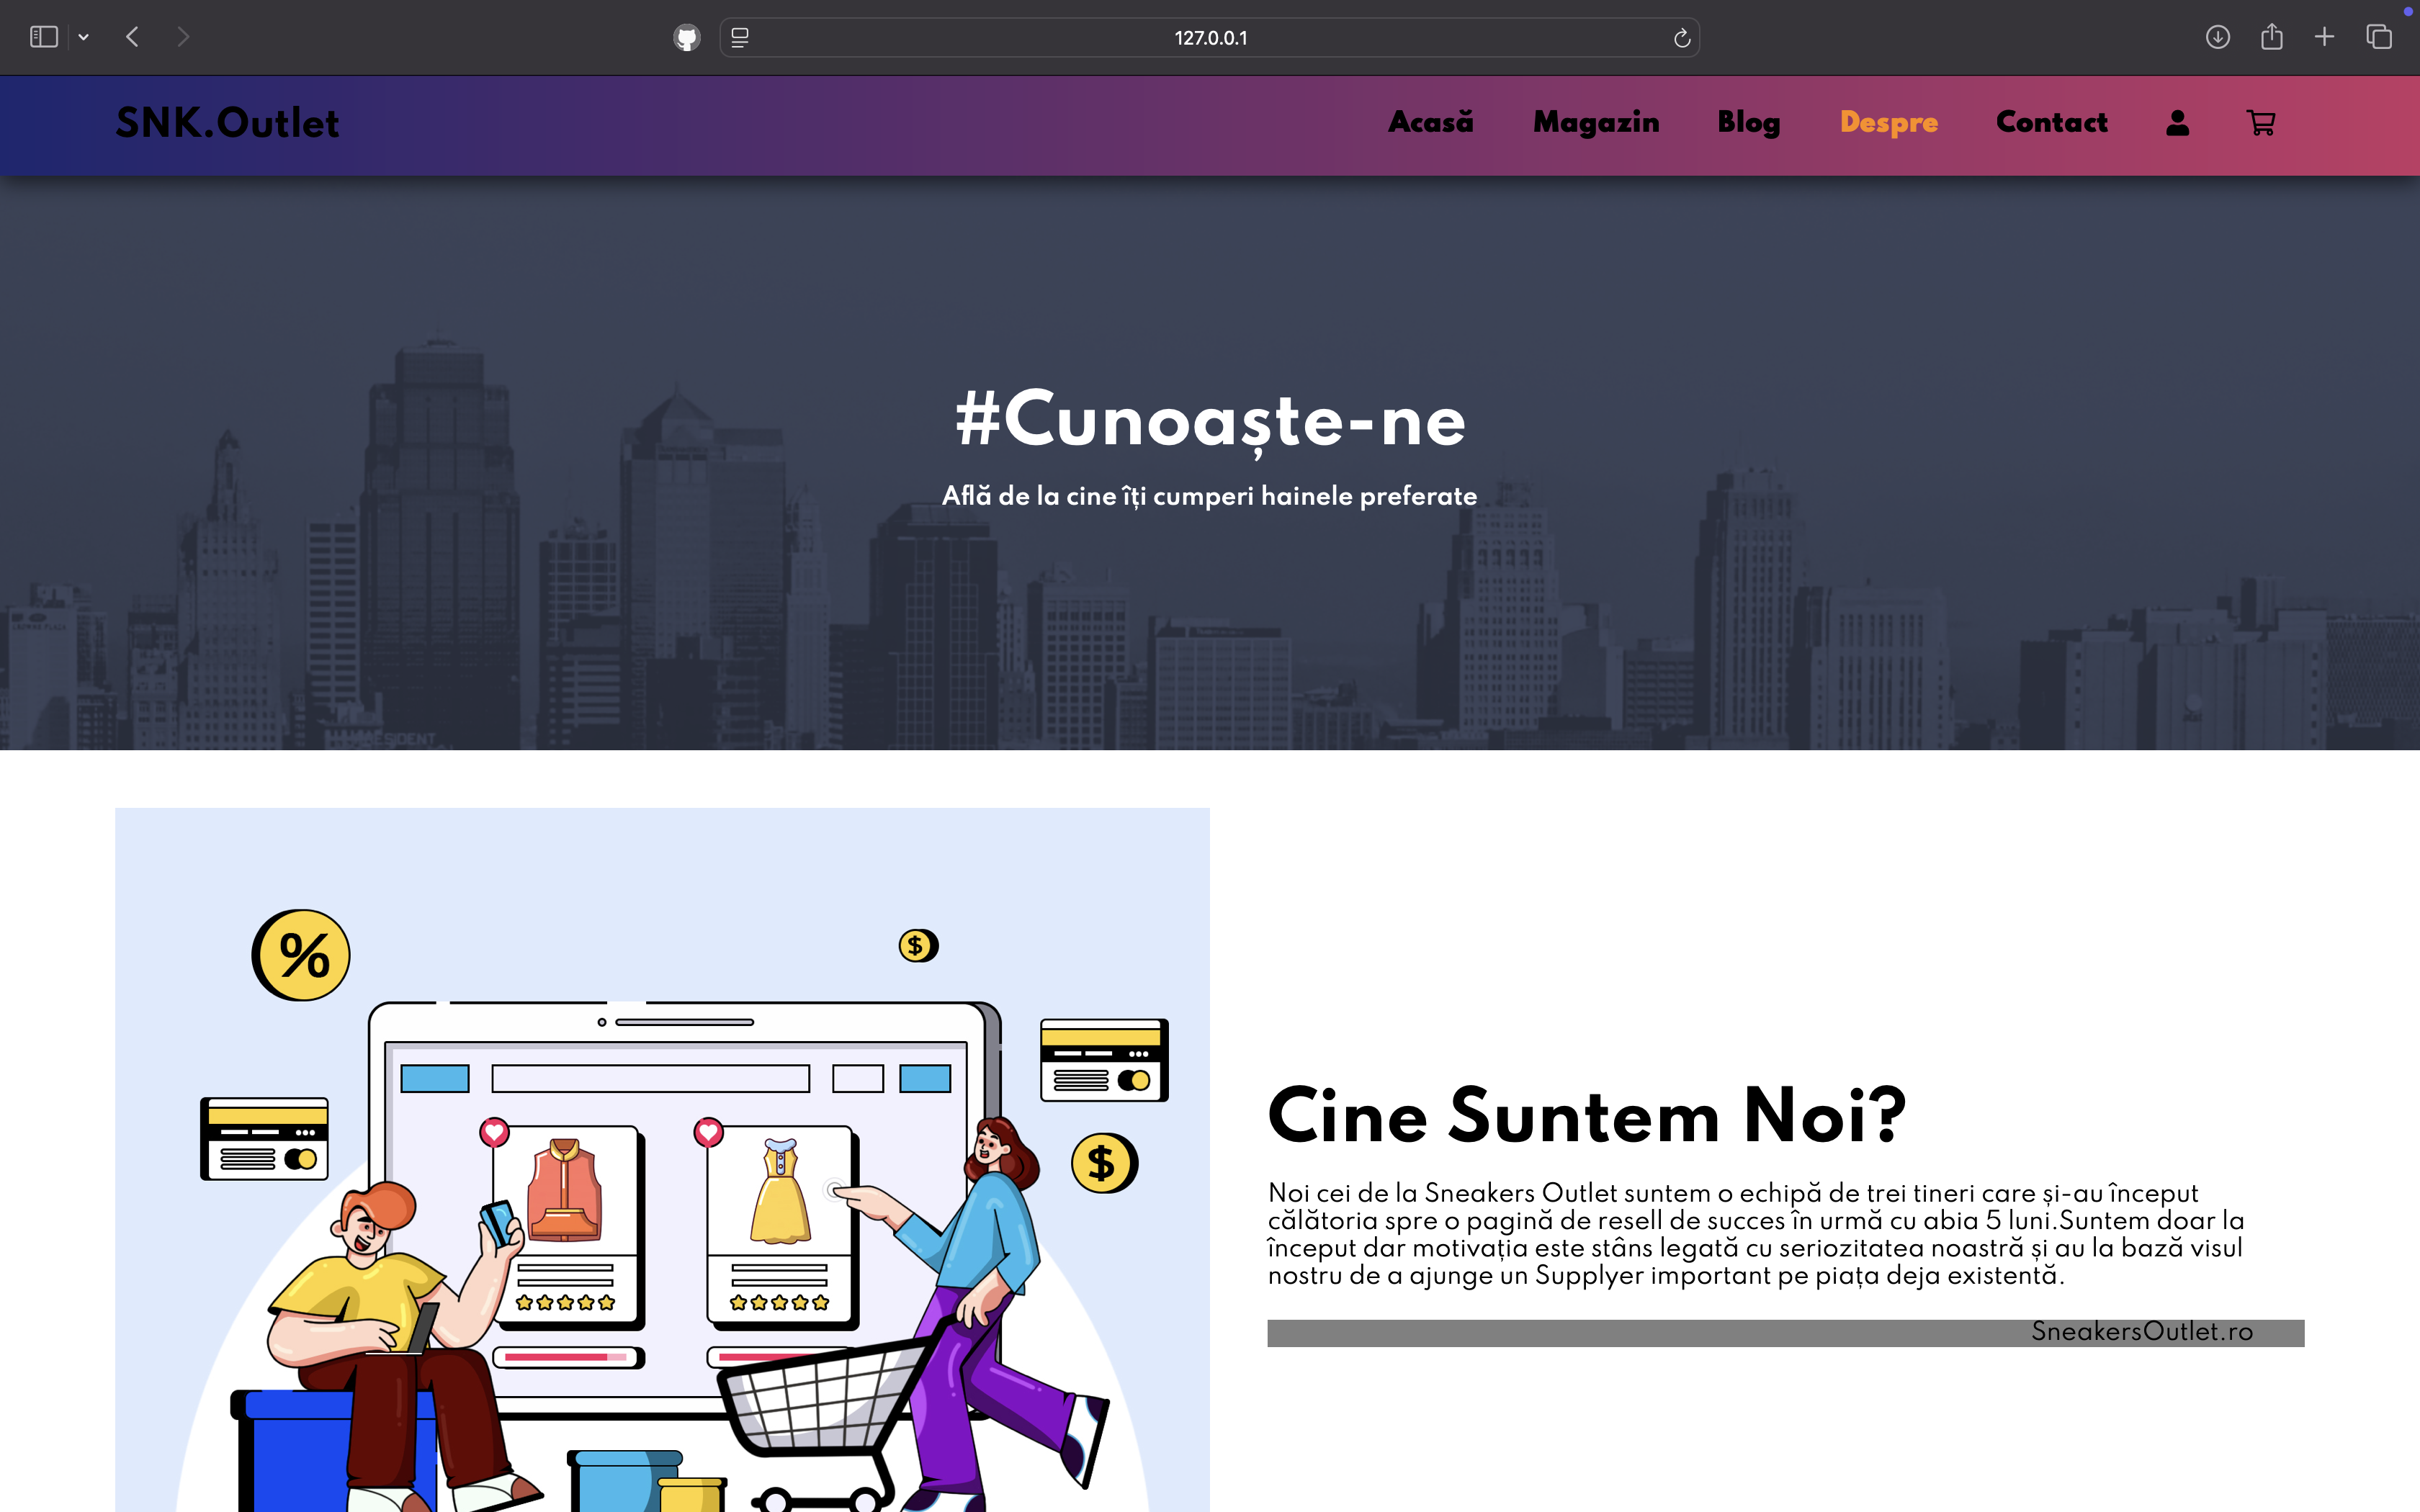 127.0.0.1
SNK.Outlet
Acasă Magazin Blog Despre Contact
#Cunoaște-ne
Află de la cine îți cumperi hainele preferate
%
$
$
Cine Suntem Noi?
Noi cei de la Sneakers Outlet suntem o echipă de trei tineri care și-au început
călătoria spre o pagină de resell de succes în urmă cu abia 5 luni.Suntem doar la
început dar motivația este stâns legată cu seriozitatea noastră și au la bază visul
nostru de a ajunge un Supplyer important pe piața deja existentă.
SneakersOutlet.ro